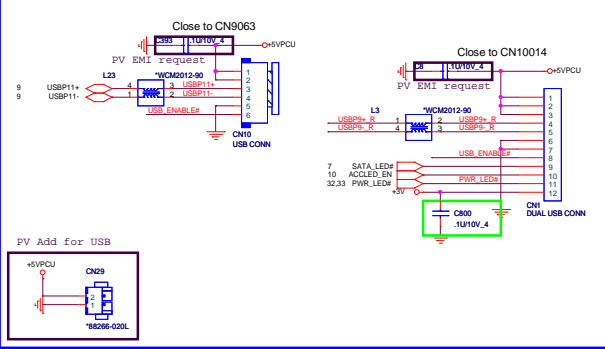 Close to CN9063
C393 .1U/10V_4
+5VPCU
PV EMI request
L23 *WCM2012-90
9 USBP11+ 4 3 USBP11+
9 USBP11- 1 2 USBP11-
USB_ENABLE#
1
2
3
4
5
6
CN10
USB CONN
Close to CN10014
C8 .1U/10V_4
+5VPCU
PV EMI request
L3 *WCM2012-90
USBP9+_R 1 2 USBP9+_R
USBP9-_R 4 3 USBP9-_R
USB_ENABLE#
7 SATA_LED#
10 ACCLED_EN
32,33 PWR_LED# PWR_LED#
+3V
1
2
3
4
5
6
7
8
9
10
11
12
CN1
DUAL USB CONN
C800
.1U/10V_4
PV Add for USB
+5VPCU
CN29
2
1
*88266-020L